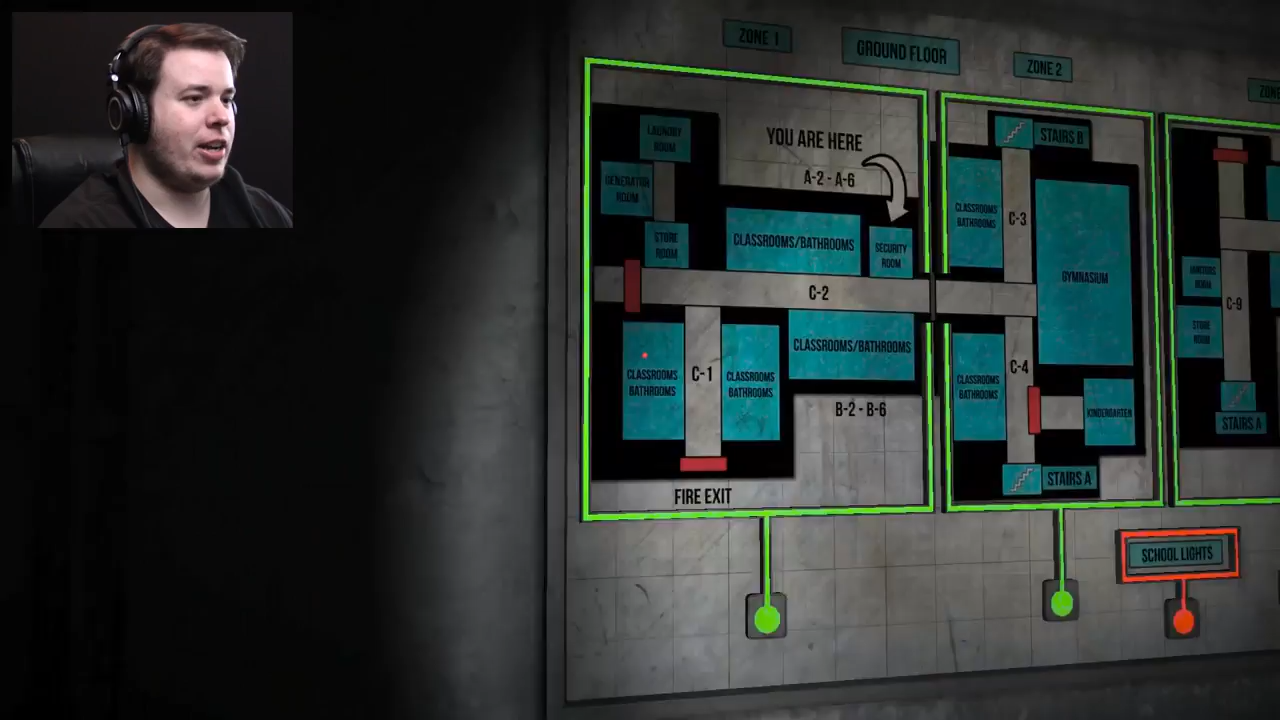 ZONE 1
GROUND FLOOR
ZONE 2
ZONE
LAUNDRY
ROOM
YOU ARE HERE
A-2 - A-6
GENERATOR
ROOM
STORE
ROOM
CLASSROOMS/BATHROOMS
SECURITY
ROOM
C-2
CLASSROOMS
BATHROOMS
C-1
CLASSROOMS
BATHROOMS
CLASSROOMS/BATHROOMS
B-2 - B-6
FIRE EXIT
STAIRS B
CLASSROOMS
BATHROOMS
C-3
GYMNASIUM
CLASSROOMS
BATHROOMS
C-4
KINDERGARTEN
STAIRS A
JANITORS
ROOM
C-9
STORE
ROOM
STAIRS A
SCHOOL LIGHTS